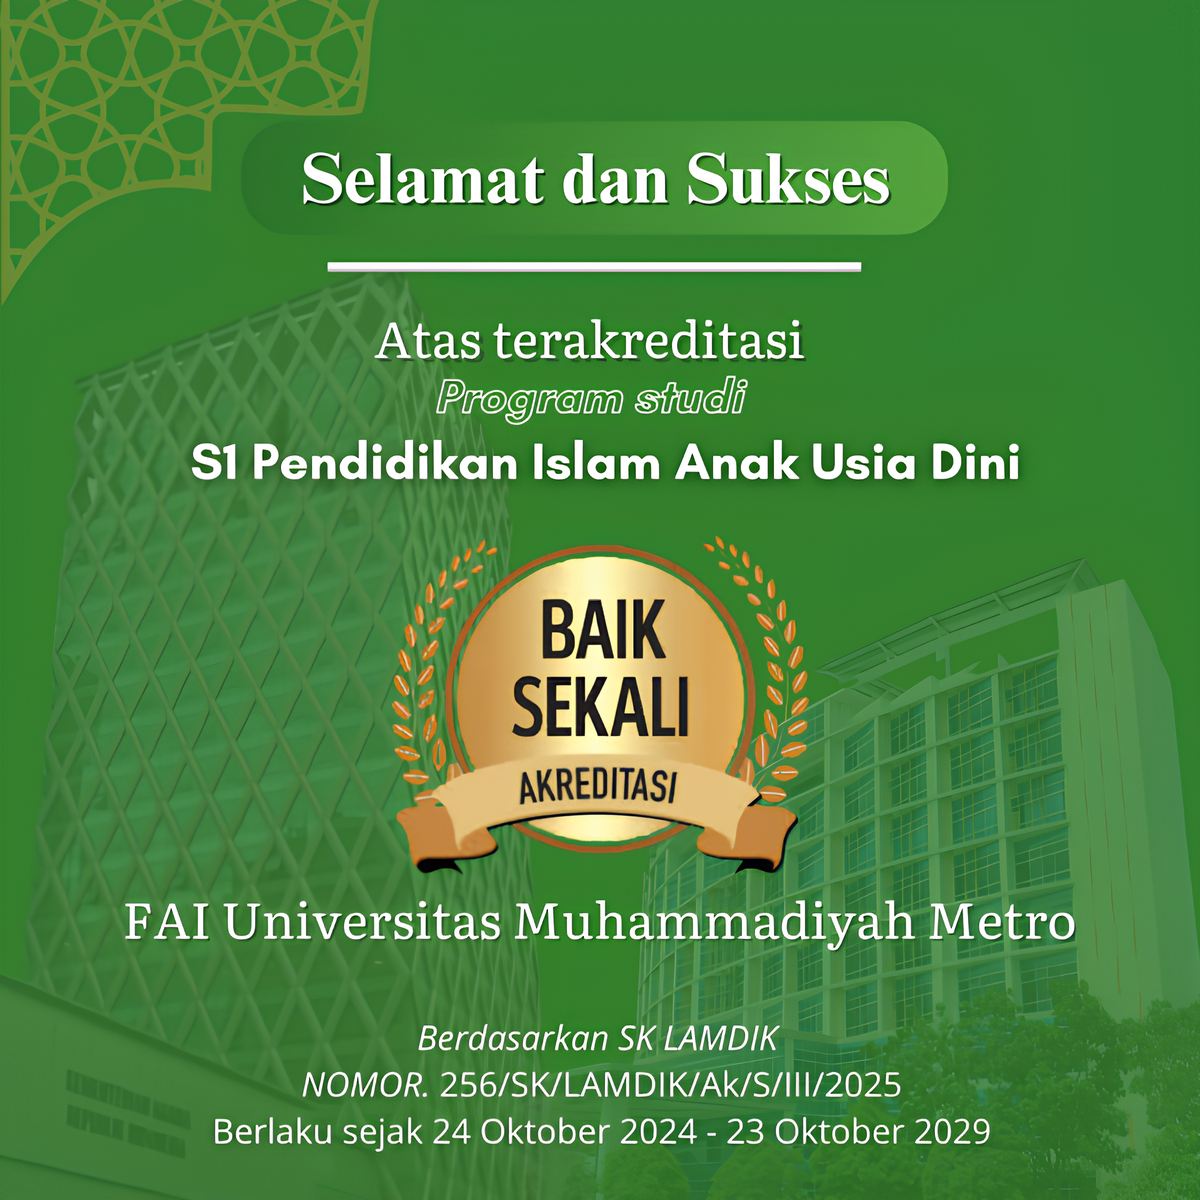 Selamat dan Sukses
Atas terakreditasi
Program studi
S1 Pendidikan Islam Anak Usia Dini
BAIK
SEKALI
AKREDITASI
FAI Universitas Muhammadiyah Metro
Berdasarkan SK LAMDIK
NOMOR. 256/SK/LAMDIK/Ak/S/III/2025
Berlaku sejak 24 Oktober 2024 - 23 Oktober 2029